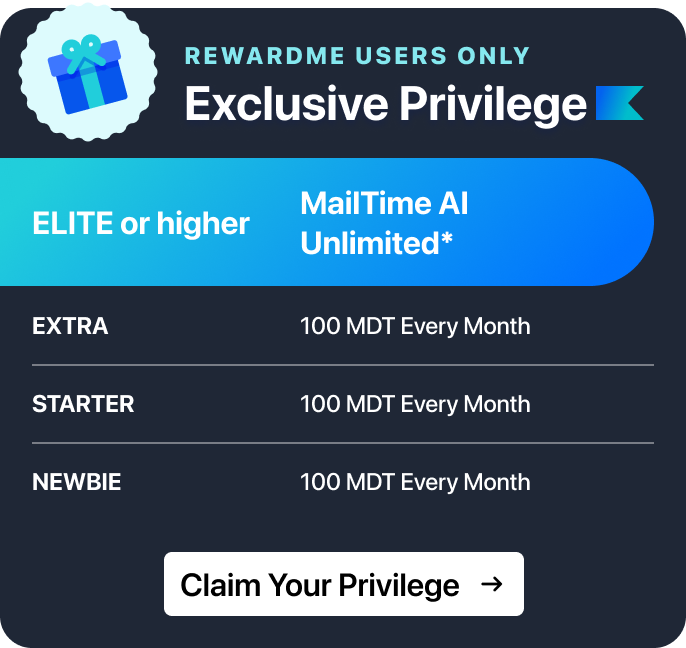 REWARDME USERS ONLY
Exclusive Privilege
ELITE or higher
MailTime AI
Unlimited*
EXTRA
100 MDT Every Month
STARTER
100 MDT Every Month
NEWBIE
100 MDT Every Month
Claim Your Privilege →